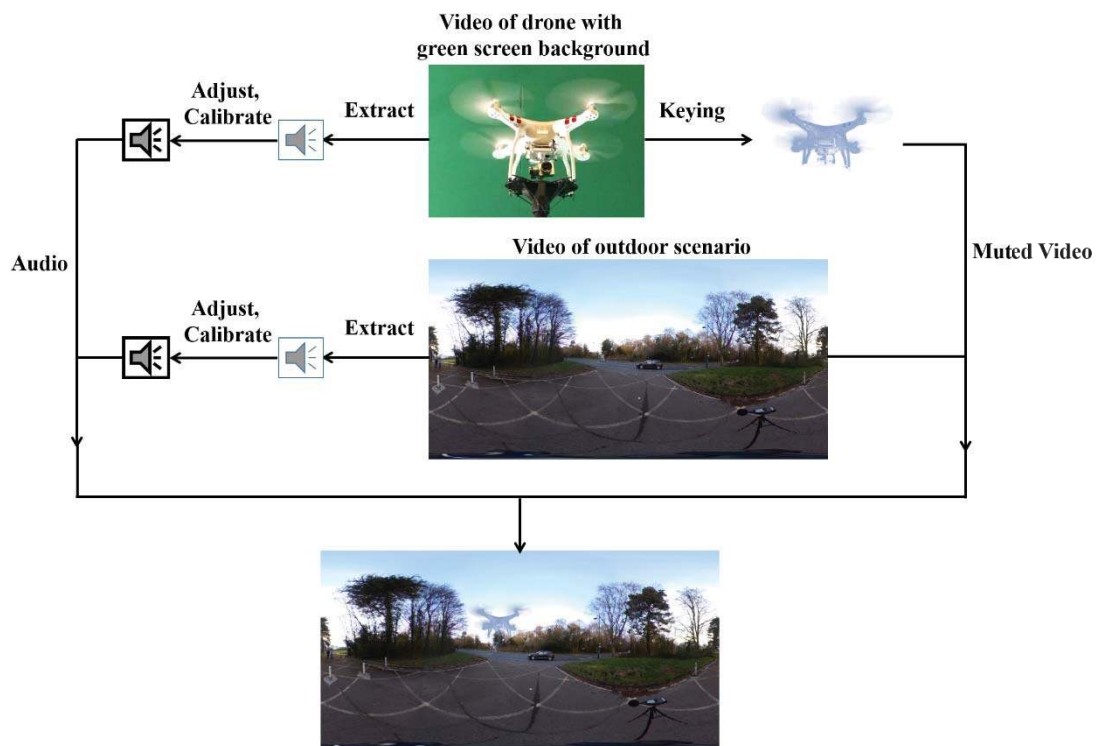 Video of drone with
green screen background
Adjust,
Calibrate
Extract
Keying
Video of outdoor scenario
Audio
Muted Video
Adjust,
Calibrate
Extract